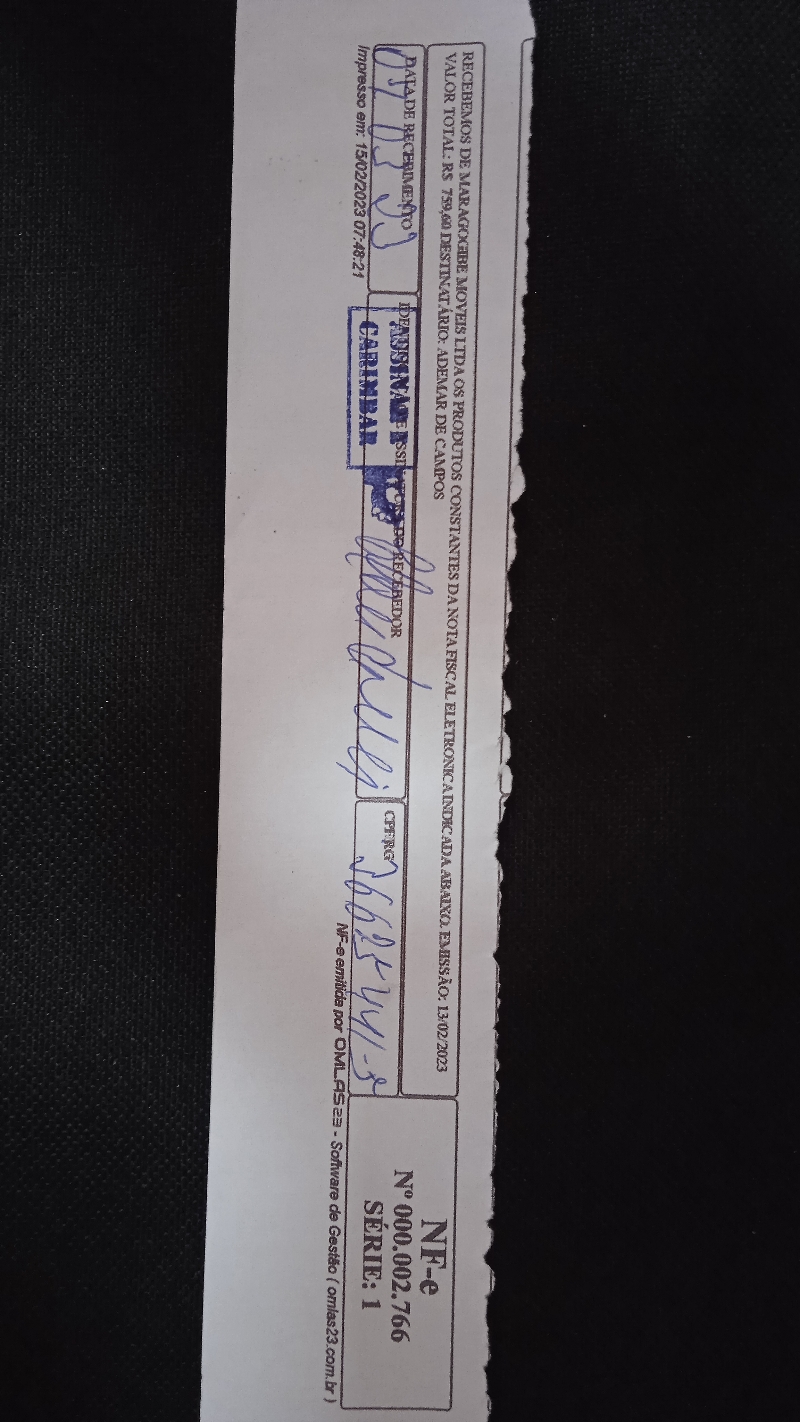 RECEBEMOS DE MARAGOGIBE MOVEIS LTDA OS PRODUTOS CONSTANTES DA NOTA FISCAL ELETRONICA INDICADA ABAIXO. EMISSÃO: 13/02/2023
VALOR TOTAL: R$ 759,60 DESTINATÁRIO: ADEMAR DE CAMPOS
DATA DE RECEBIMENTO
IDENTIFICAÇÃO E ASSINATURA DO RECEBEDOR
CPF/RG
CARIMBAR
Impresso em: 15/02/2023 07:48:21
NF-e emitida por OMLAS23 - Software de Gestão ( omlas23.com.br )
NF-e
Nº 000.002.766
SÉRIE: 1